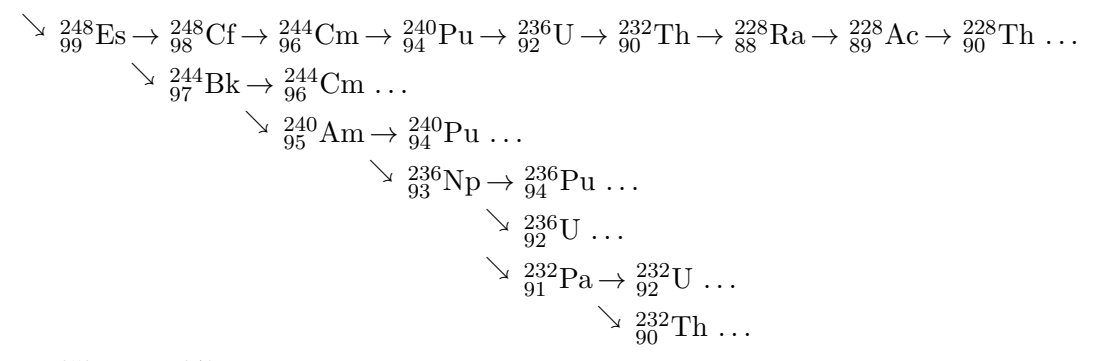 ↘ ²⁴⁸₉₉Es → ²⁴⁸₉₈Cf → ²⁴⁴₉₆Cm → ²⁴⁰₉₄Pu → ²³⁶₉₂U → ²³²₉₀Th → ²²⁸₈₈Ra → ²²⁸₈₉Ac → ²²⁸₉₀Th ...
↘ ²⁴⁴₉₇Bk → ²⁴⁴₉₆Cm ...
↘ ²⁴⁰₉₅Am → ²⁴⁰₉₄Pu ...
↘ ²³⁶₉₃Np → ²³⁶₉₄Pu ...
↘ ²³⁶₉₂U ...
↘ ²³²₉₁Pa → ²³²₉₂U ...
↘ ²³²₉₀Th ...